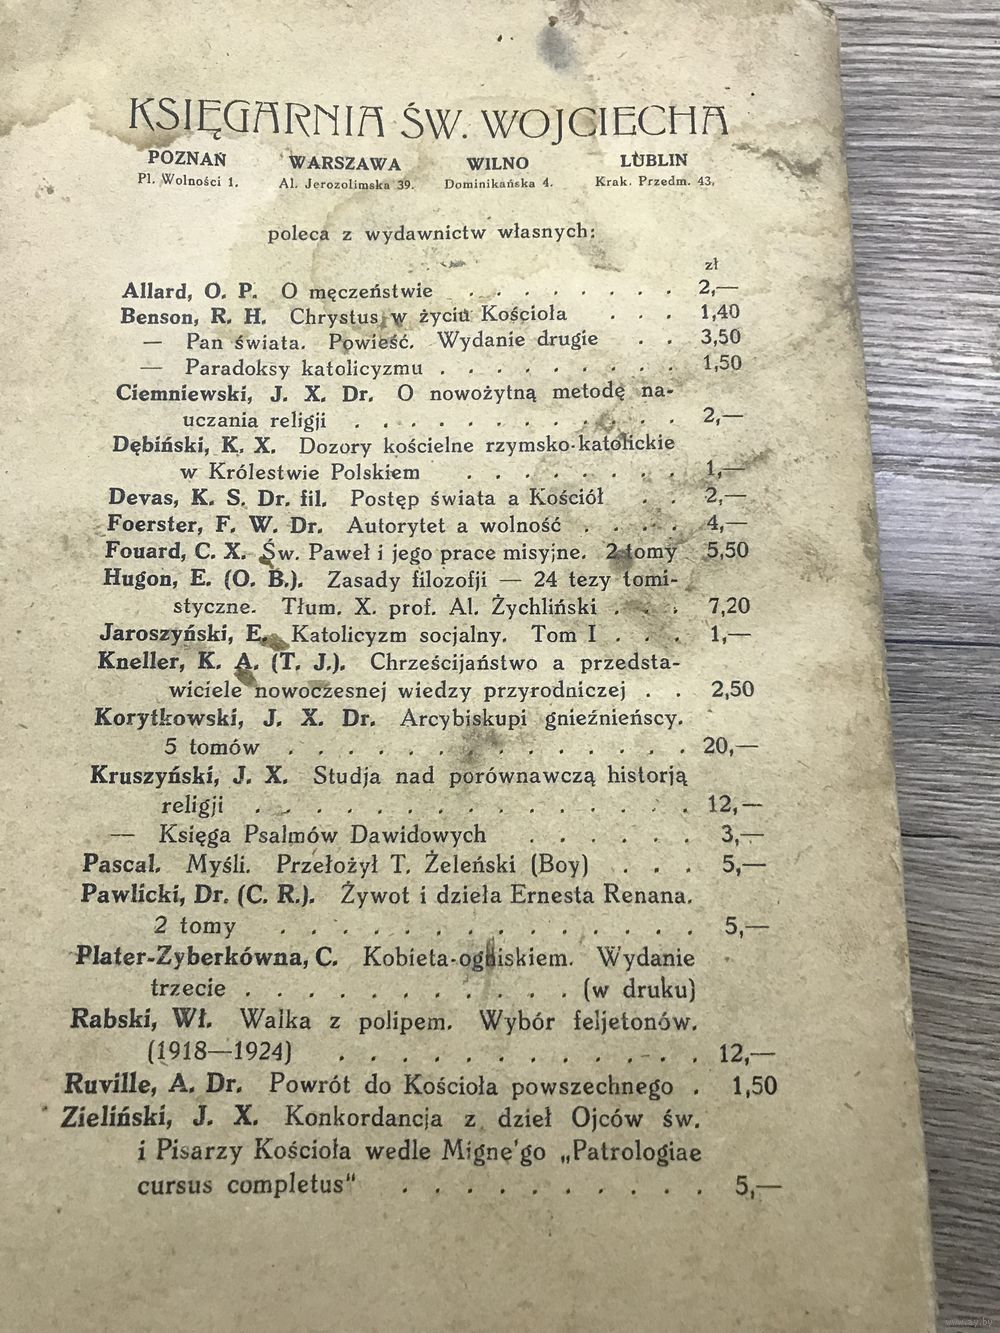 KSIĘGARNIA ŚW. WOJCIECHA
POZNAŃ WARSZAWA WILNO LUBLIN
Pl. Wolności 1. Al. Jerozolimska 39. Dominikańska 4. Krak. Przedm. 43,
poleca z wydawnictw własnych:
zł
Allard, O. P. O męczeństwie . . . . . . . . 2,—
Benson, R. H. Chrystus w życiu Kościoła . . . 1,40
— Pan świata. Powieść. Wydanie drugie . . 3,50
— Paradoksy katolicyzmu . . . . . . . . . 1,50
Ciemniewski, J. X. Dr. O nowożytną metodę na-
uczania religji . . . . . . . . . . . . 2,—
Dębiński, K. X. Dozory kościelne rzymsko-katolickie
w Królestwie Polskiem . . . . . . . . 1,—
Devas, K. S. Dr. fil. Postęp świata a Kościół . . 2,—
Foerster, F. W. Dr. Autorytet a wolność . . . . 4,—
Fouard, C. X. Św. Paweł i jego prace misyjne. 2 tomy 5,50
Hugon, E. (O. B.). Zasady filozofji — 24 tezy tomi-
styczne. Tłum. X. prof. Al. Żychliński . . . 7,20
Jaroszyński, E. Katolicyzm socjalny. Tom I . . . 1,—
Kneller, K. A. (T. J.). Chrześcijaństwo a przedsta-
wiciele nowoczesnej wiedzy przyrodniczej . . 2,50
Korytkowski, J. X. Dr. Arcybiskupi gnieźnieńscy.
5 tomów . . . . . . . . . . . . . . 20,—
Kruszyński, J. X. Studja nad porównawczą historją
religji . . . . . . . . . . . . . . . 12,—
— Księga Psalmów Dawidowych . . . . . . 3,—
Pascal. Myśli. Przełożył T. Żeleński (Boy) . . . 5,—
Pawlicki, Dr. (C. R.). Żywot i dzieła Ernesta Renana.
2 tomy . . . . . . . . . . . . . . 5,—
Plater-Zyberkówna, C. Kobieta-ogniskiem. Wydanie
trzecie . . . . . . . . . . . (w druku)
Rabski, Wł. Walka z polipem. Wybór feljetonów.
(1918—1924) . . . . . . . . . . . . 12,—
Ruville, A. Dr. Powrót do Kościoła powszechnego . 1,50
Zieliński, J. X. Konkordancja z dzieł Ojców św.
i Pisarzy Kościoła wedle Migne'go „Patrologiae
cursus completus" . . . . . . . . . . 5,—
www.ay.by